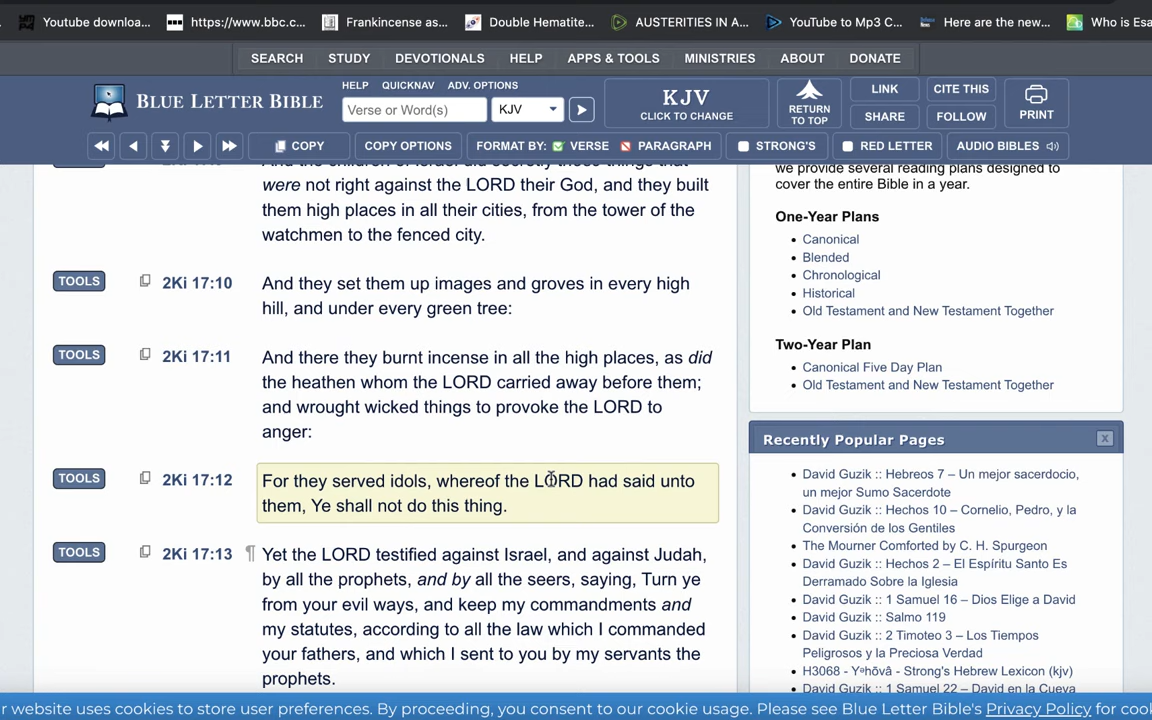 Youtube downloa...
https://www.bbc.c...
Frankincense as...
Double Hematite...
AUSTERITIES IN A...
YouTube to Mp3 C...
Here are the new...
Who is Esa
SEARCH
STUDY
DEVOTIONALS
HELP
APPS & TOOLS
MINISTRIES
ABOUT
DONATE
BLUE LETTER BIBLE
HELP
QUICKNAV
ADV. OPTIONS
Verse or Word(s)
KJV
KJV
CLICK TO CHANGE
RETURN
TO TOP
LINK
CITE THIS
SHARE
FOLLOW
PRINT
COPY
COPY OPTIONS
FORMAT BY:
VERSE
PARAGRAPH
STRONG'S
RED LETTER
AUDIO BIBLES
And the children of Israel did secretly those things that
were not right against the LORD their God, and they built
them high places in all their cities, from the tower of the
watchmen to the fenced city.
TOOLS
2Ki 17:10
And they set them up images and groves in every high
hill, and under every green tree:
TOOLS
2Ki 17:11
And there they burnt incense in all the high places, as did
the heathen whom the LORD carried away before them;
and wrought wicked things to provoke the LORD to
anger:
TOOLS
2Ki 17:12
For they served idols, whereof the LORD had said unto
them, Ye shall not do this thing.
TOOLS
2Ki 17:13
¶ Yet the LORD testified against Israel, and against Judah,
by all the prophets, and by all the seers, saying, Turn ye
from your evil ways, and keep my commandments and
my statutes, according to all the law which I commanded
your fathers, and which I sent to you by my servants the
prophets.
we provide several reading plans designed to
cover the entire Bible in a year.
One-Year Plans
Canonical
Blended
Chronological
Historical
Old Testament and New Testament Together
Two-Year Plan
Canonical Five Day Plan
Old Testament and New Testament Together
Recently Popular Pages
x
David Guzik :: Hebreos 7 – Un mejor sacerdocio,
un mejor Sumo Sacerdote
David Guzik :: Hechos 10 – Cornelio, Pedro, y la
Conversión de los Gentiles
The Mourner Comforted by C. H. Spurgeon
David Guzik :: Hechos 2 – El Espíritu Santo Es
Derramado Sobre la Iglesia
David Guzik :: 1 Samuel 16 – Dios Elige a David
David Guzik :: Salmo 119
David Guzik :: 2 Timoteo 3 – Los Tiempos
Peligrosos y la Preciosa Verdad
H3068 - Yᵊhōvâ - Strong's Hebrew Lexicon (kjv)
David Guzik :: 1 Samuel 22 – David en la Cueva
r website uses cookies to store user preferences. By proceeding, you consent to our cookie usage. Please see Blue Letter Bible's Privacy Policy for cook